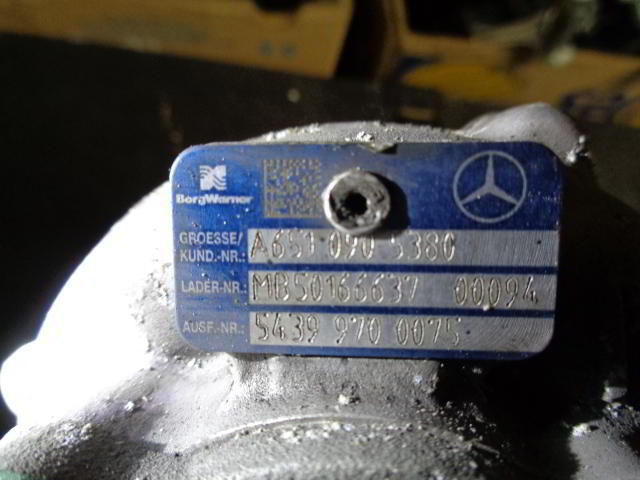 BorgWarner
GROESSE/
KUND.-NR.: A651 090 5380
LADER-NR.: MB50166637 00094
AUSF.-NR.: 5439 970 0075